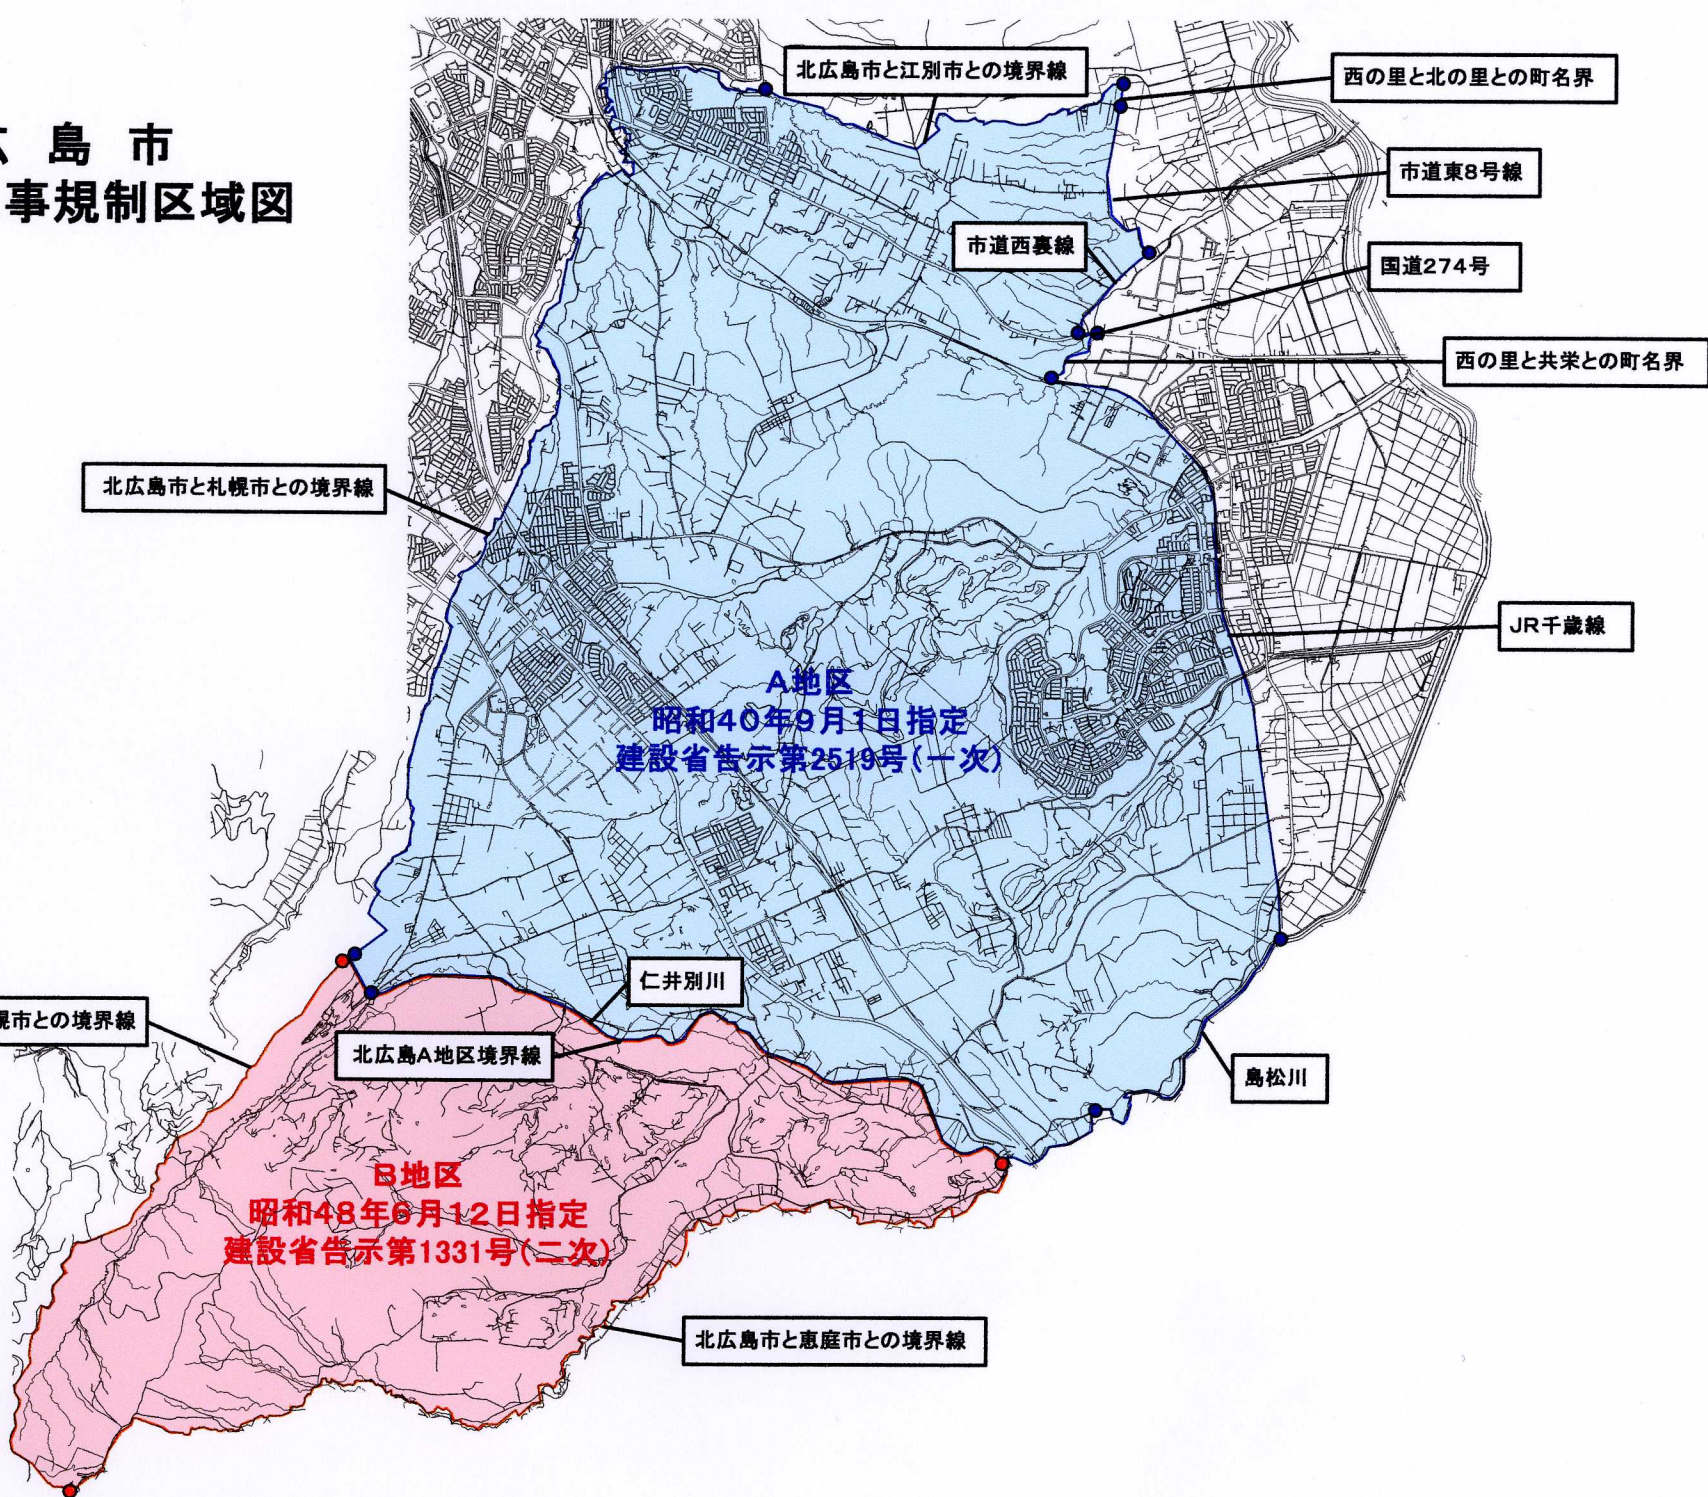 広島市
事規制区域図
北広島市と江別市との境界線
西の里と北の里との町名界
市道東8号線
市道西裏線
国道274号
西の里と共栄との町名界
北広島市と札幌市との境界線
JR千歳線
A地区
昭和40年9月1日指定
建設省告示第2519号(一次)
仁井別川
幌市との境界線
北広島A地区境界線
島松川
B地区
昭和48年6月12日指定
建設省告示第1331号(二次)
北広島市と恵庭市との境界線